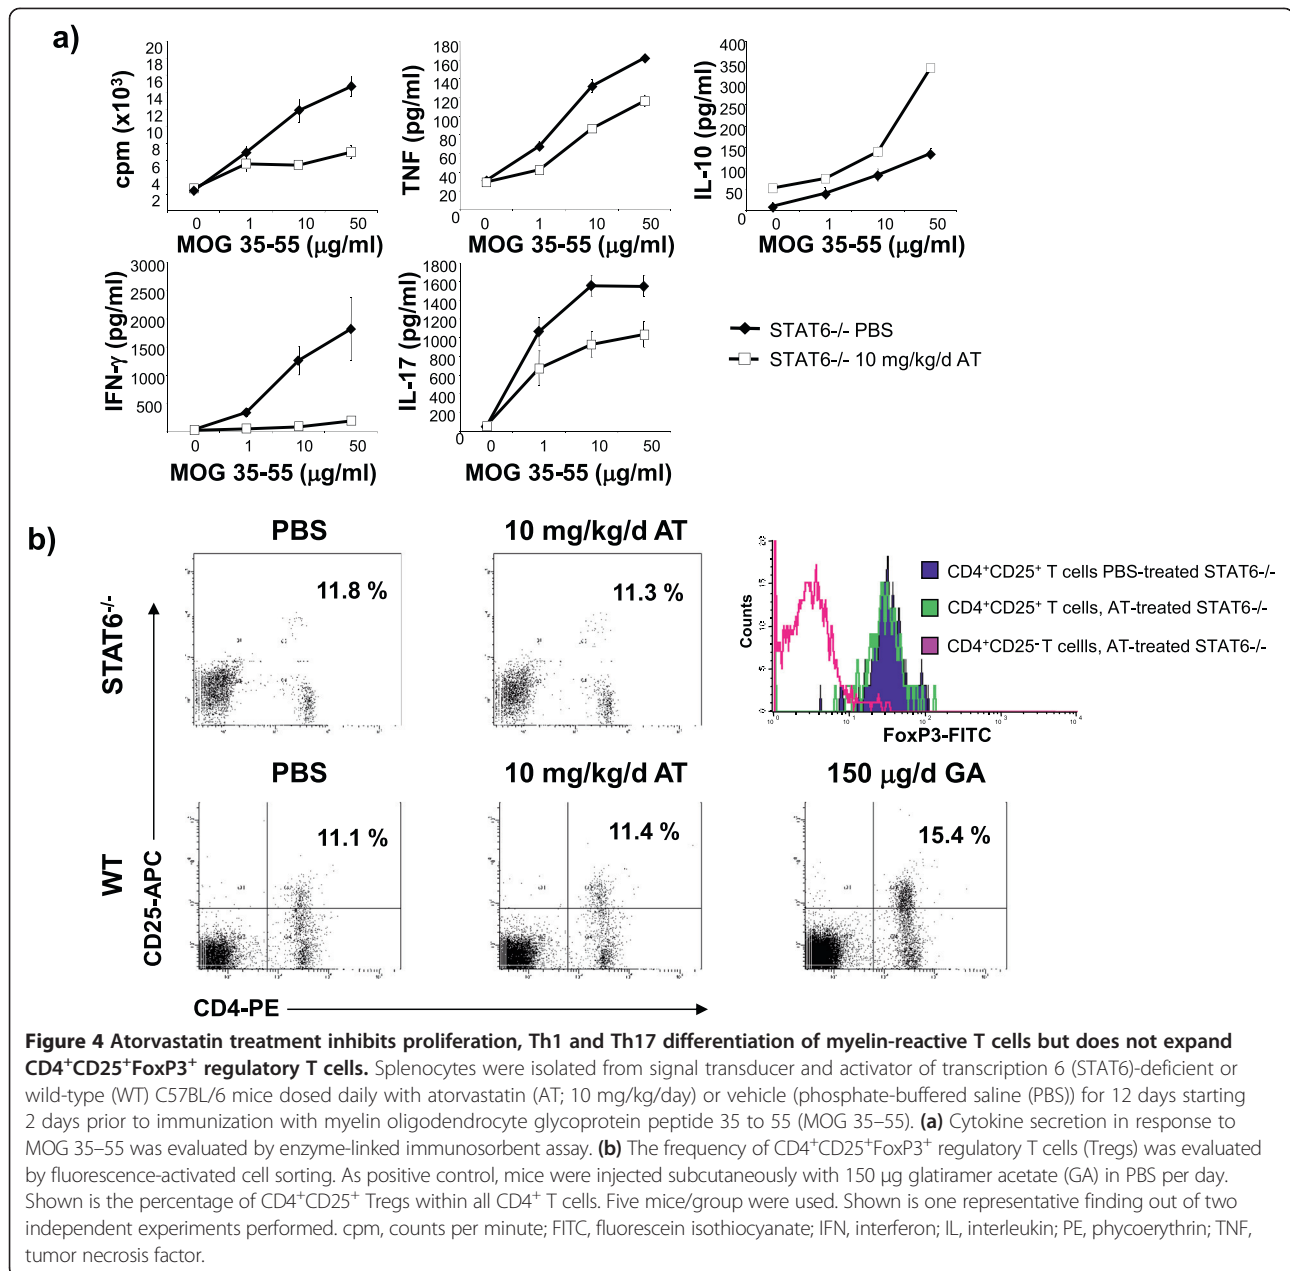 a)
20
18
16
14
12
10
8
6
4
2
cpm (x10³)
0 1 10 50
MOG 35-55 (μg/ml)
180
160
140
120
100
80
60
40
20
0
TNF (pg/ml)
0 1 10 50
MOG 35-55 (μg/ml)
400
350
300
250
200
150
100
50
0
IL-10 (pg/ml)
0 1 10 50
MOG 35-55 (μg/ml)
3000
2500
2000
1500
1000
500
IFN-γ (pg/ml)
0 1 10 50
MOG 35-55 (μg/ml)
1800
1600
1400
1200
1000
800
600
400
200
0
IL-17 (pg/ml)
0 1 10 50
MOG 35-55 (μg/ml)
STAT6-/- PBS
STAT6-/- 10 mg/kg/d AT
b)
PBS
10 mg/kg/d AT
STAT6-/-
11.8 %
11.3 %
Counts
0 5 10 15 20
10⁰ 10¹ 10² 10³ 10⁴
FoxP3-FITC
CD4⁺CD25⁺ T cells PBS-treated STAT6-/-
CD4⁺CD25⁺ T cells, AT-treated STAT6-/-
CD4⁺CD25⁻ T cellls, AT-treated STAT6-/-
PBS
10 mg/kg/d AT
150 μg/d GA
WT
CD25-APC
11.1 %
11.4 %
15.4 %
CD4-PE
Figure 4 Atorvastatin treatment inhibits proliferation, Th1 and Th17 differentiation of myelin-reactive T cells but does not expand
CD4⁺CD25⁺FoxP3⁺ regulatory T cells. Splenocytes were isolated from signal transducer and activator of transcription 6 (STAT6)-deficient or
wild-type (WT) C57BL/6 mice dosed daily with atorvastatin (AT; 10 mg/kg/day) or vehicle (phosphate-buffered saline (PBS)) for 12 days starting
2 days prior to immunization with myelin oligodendrocyte glycoprotein peptide 35 to 55 (MOG 35–55). (a) Cytokine secretion in response to
MOG 35–55 was evaluated by enzyme-linked immunosorbent assay. (b) The frequency of CD4⁺CD25⁺FoxP3⁺ regulatory T cells (Tregs) was evaluated
by fluorescence-activated cell sorting. As positive control, mice were injected subcutaneously with 150 μg glatiramer acetate (GA) in PBS per day.
Shown is the percentage of CD4⁺CD25⁺ Tregs within all CD4⁺ T cells. Five mice/group were used. Shown is one representative finding out of two
independent experiments performed. cpm, counts per minute; FITC, fluorescein isothiocyanate; IFN, interferon; IL, interleukin; PE, phycoerythrin; TNF,
tumor necrosis factor.